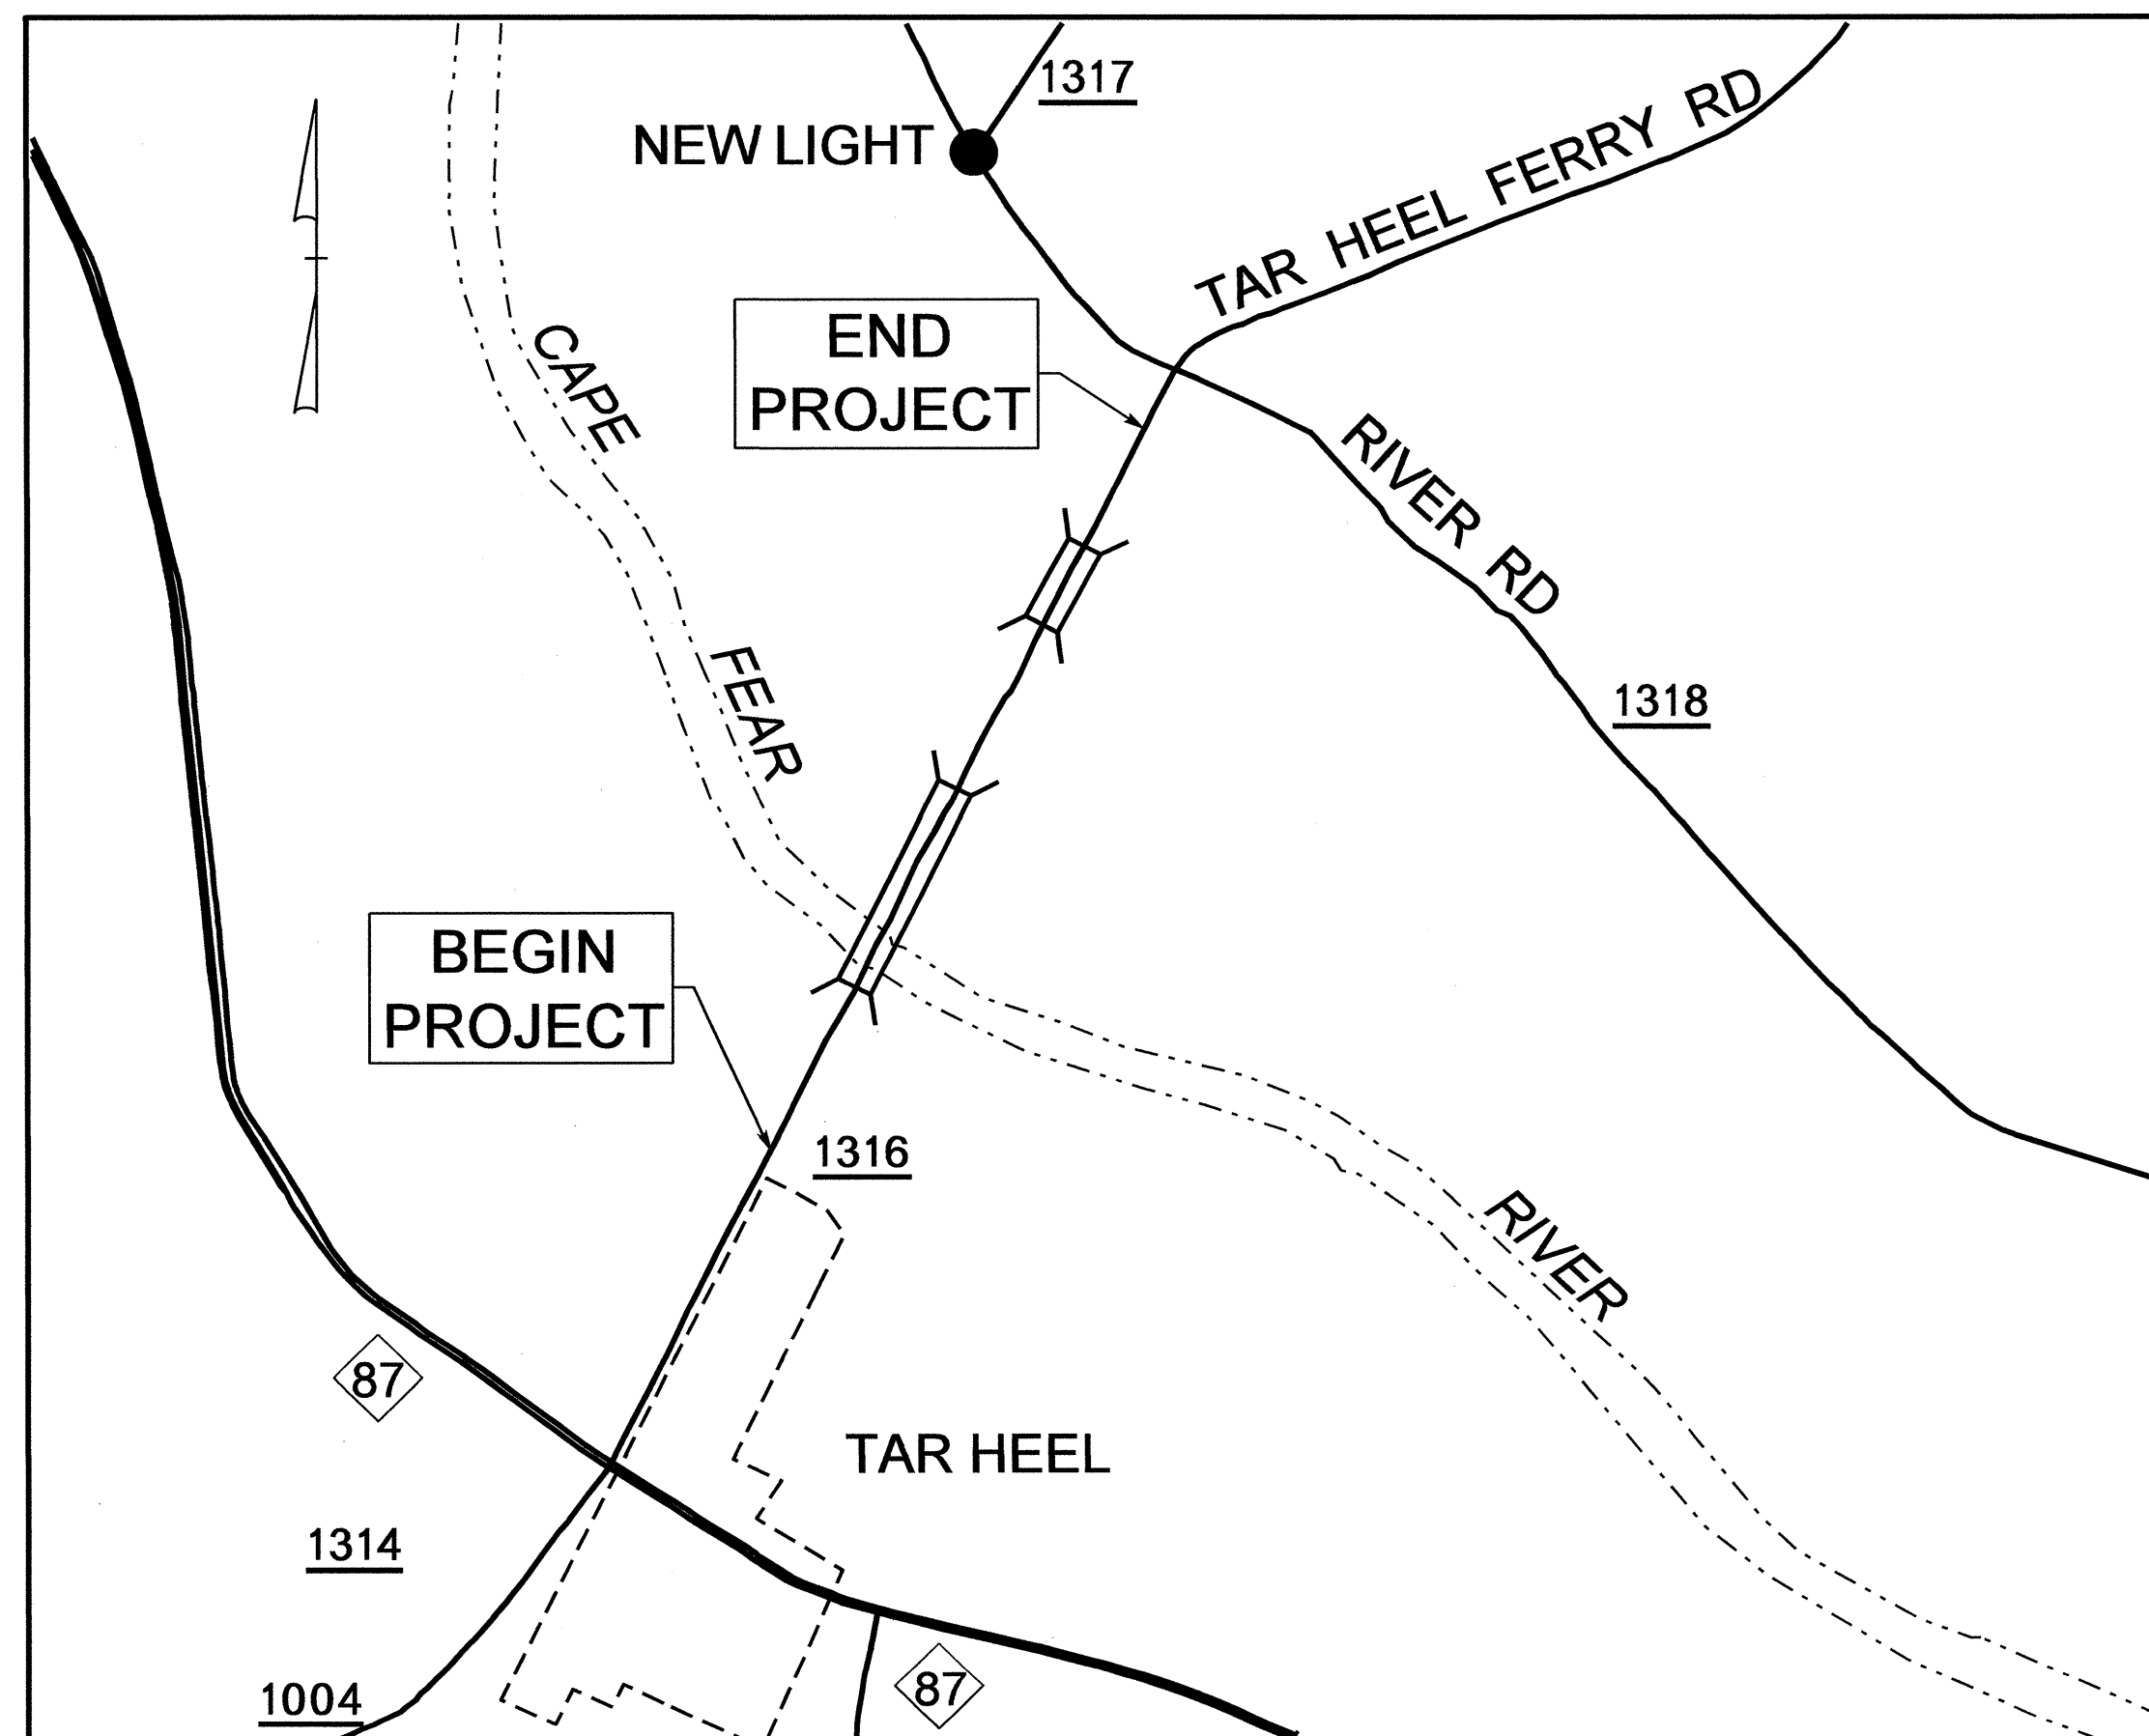 1317
NEW LIGHT
TAR HEEL FERRY RD
END
PROJECT
CAPE
RIVER RD
FEAR
1318
BEGIN
PROJECT
1316
RIVER
87
TAR HEEL
1314
87
1004